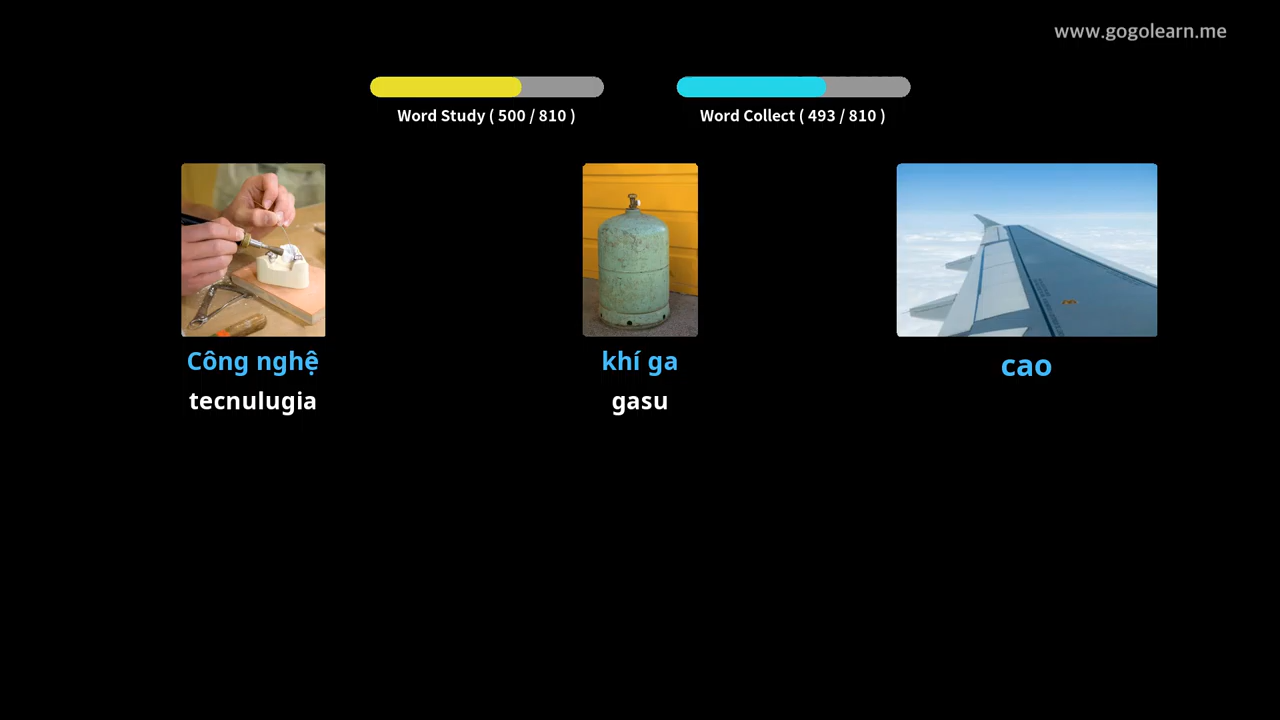 www.gogolearn.me
Word Study ( 500 / 810 )
Word Collect ( 493 / 810 )
Công nghệ
tecnulugia
khí ga
gasu
cao